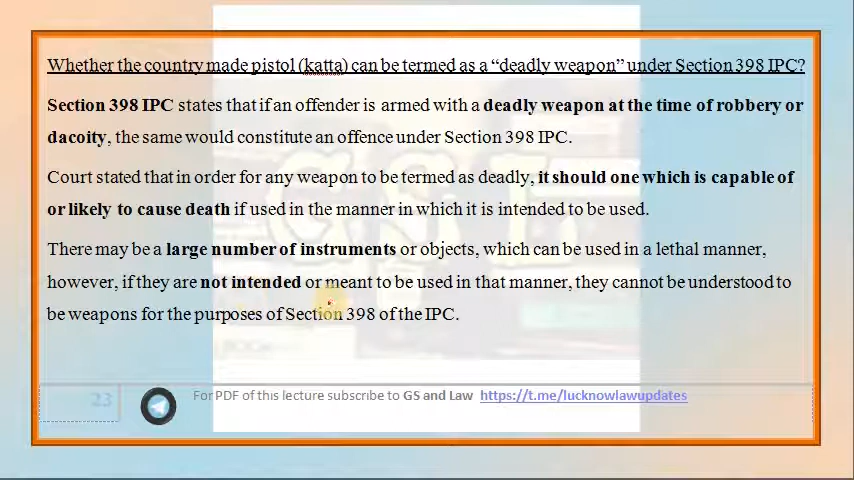 Whether the country made pistol (katta) can be termed as a “deadly weapon” under Section 398 IPC?
Section 398 IPC states that if an offender is armed with a deadly weapon at the time of robbery or
dacoity, the same would constitute an offence under Section 398 IPC.
Court stated that in order for any weapon to be termed as deadly, it should one which is capable of
or likely to cause death if used in the manner in which it is intended to be used.
There may be a large number of instruments or objects, which can be used in a lethal manner,
however, if they are not intended or meant to be used in that manner, they cannot be understood to
be weapons for the purposes of Section 398 of the IPC.
23
For PDF of this lecture subscribe to GS and Law https://t.me/lucknowlawupdates